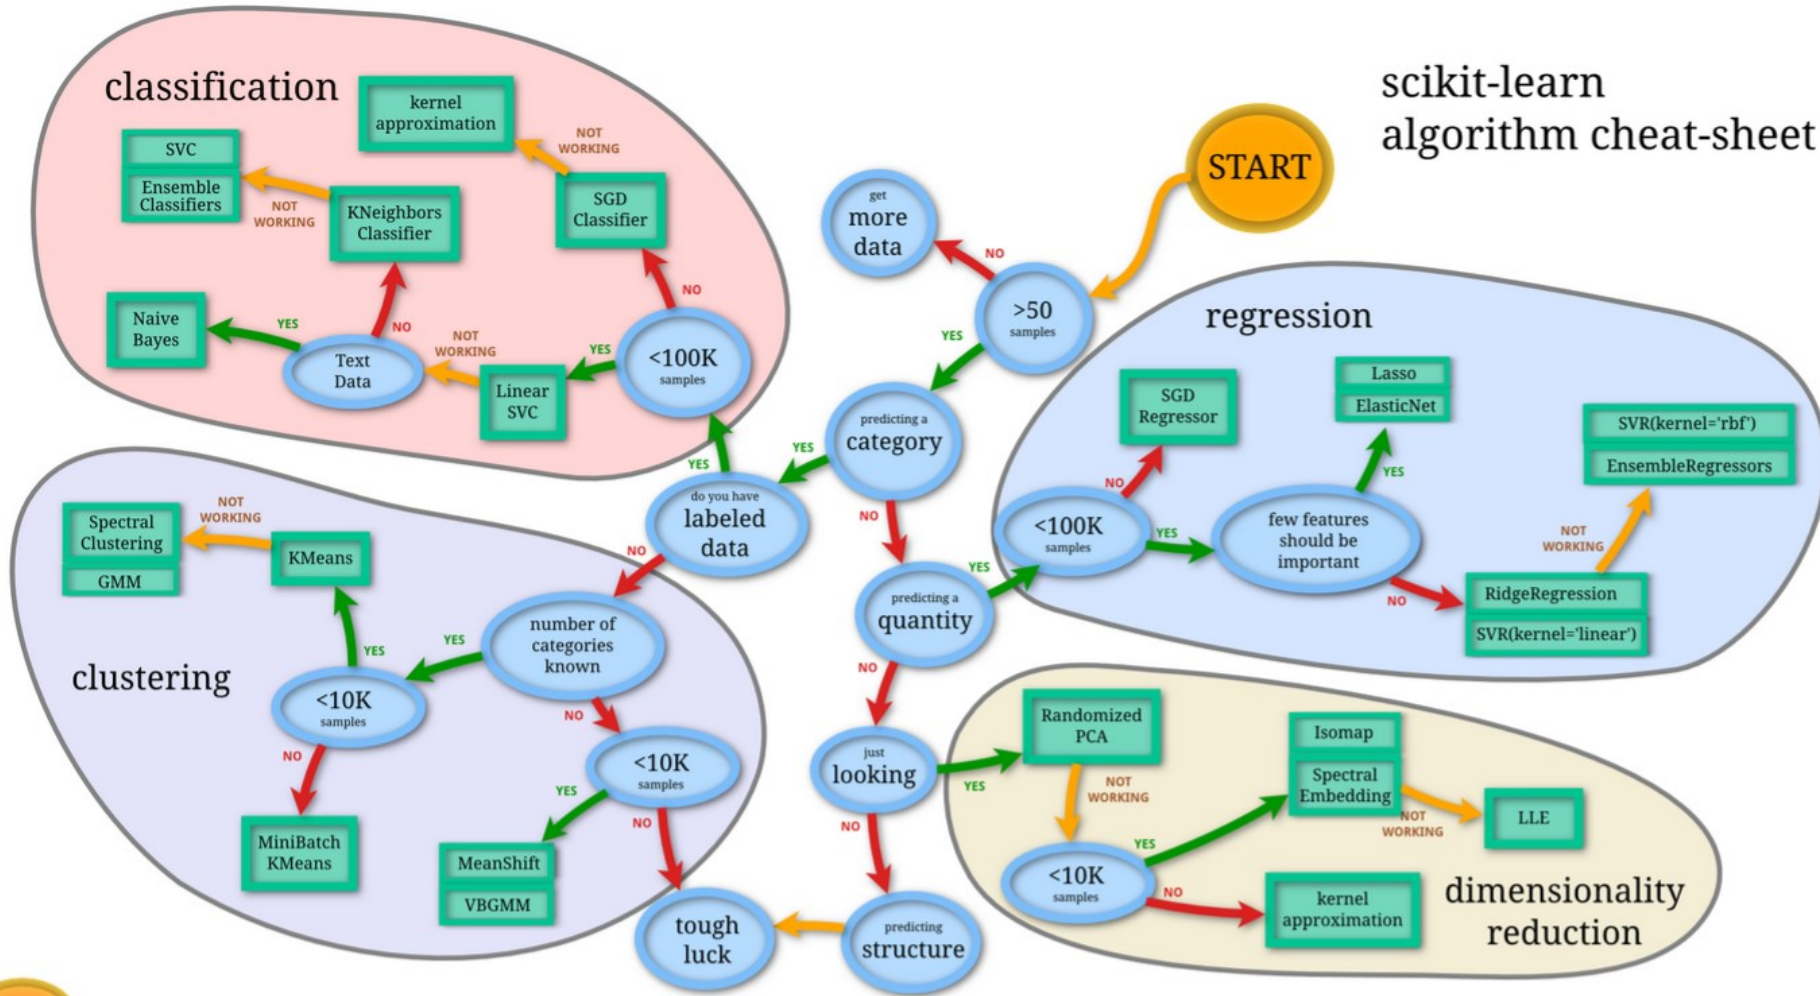 scikit-learn
algorithm cheat-sheet
START
classification
kernel
approximation
NOT
WORKING
SVC
Ensemble
Classifiers
NOT
WORKING
KNeighbors
Classifier
SGD
Classifier
NO
Naive
Bayes
YES
Text
Data
NO
NOT
WORKING
Linear
SVC
YES
<100K
samples
get
more
data
NO
>50
samples
YES
predicting a
category
YES
YES
do you have
labeled
data
NO
NO
predicting a
quantity
YES
NO
just
looking
YES
NO
predicting
structure
tough
luck
regression
SGD
Regressor
NO
<100K
samples
YES
few features
should be
important
YES
Lasso
ElasticNet
SVR(kernel='rbf')
EnsembleRegressors
NOT
WORKING
NO
RidgeRegression
SVR(kernel='linear')
clustering
Spectral
Clustering
GMM
NOT
WORKING
KMeans
YES
number of
categories
known
YES
<10K
samples
NO
MiniBatch
KMeans
NO
<10K
samples
YES
MeanShift
VBGMM
NO
Randomized
PCA
NOT
WORKING
<10K
samples
YES
Isomap
Spectral
Embedding
NOT
WORKING
LLE
NO
kernel
approximation
dimensionality
reduction